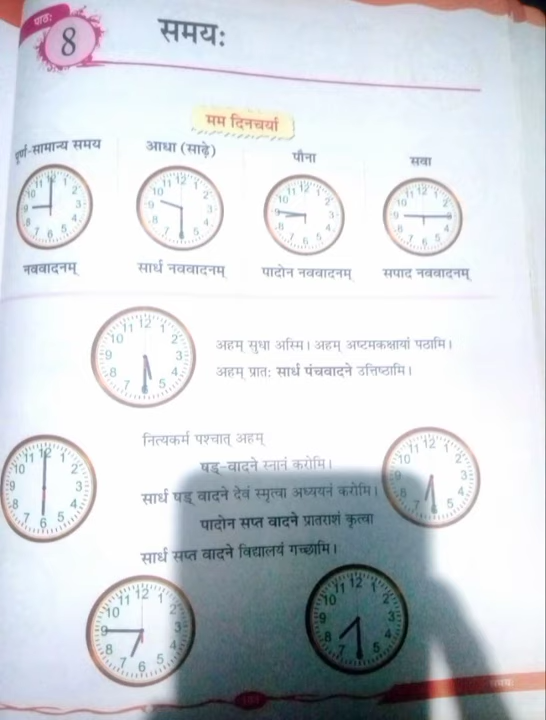 पाठः
8
समयः
मम दिनचर्या
पूर्ण-सामान्य समय
आधा (साढ़े)
पौना
सवा
नववादनम्
सार्ध नववादनम्
पादोन नववादनम्
सपाद नववादनम्
अहम् सुधा अस्मि। अहम् अष्टमकक्षायां पठामि।
अहम् प्रातः सार्ध पंचवादने उत्तिष्ठामि।
नित्यकर्म पश्चात् अहम्
षड्-वादने स्नानं करोमि।
सार्ध षड् वादने देवं स्मृत्वा अध्ययनं करोमि।
पादोन सप्त वादने प्रातराशं कृत्वा
सार्ध सप्त वादने विद्यालयं गच्छामि।
समयः